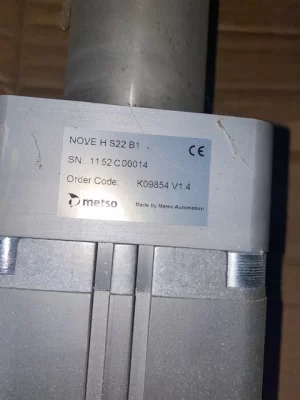 NOVE H S22 B1
CE
SN: 1152 C00014
Order Code: K09854 V1.4
metso Made by Metso Automation